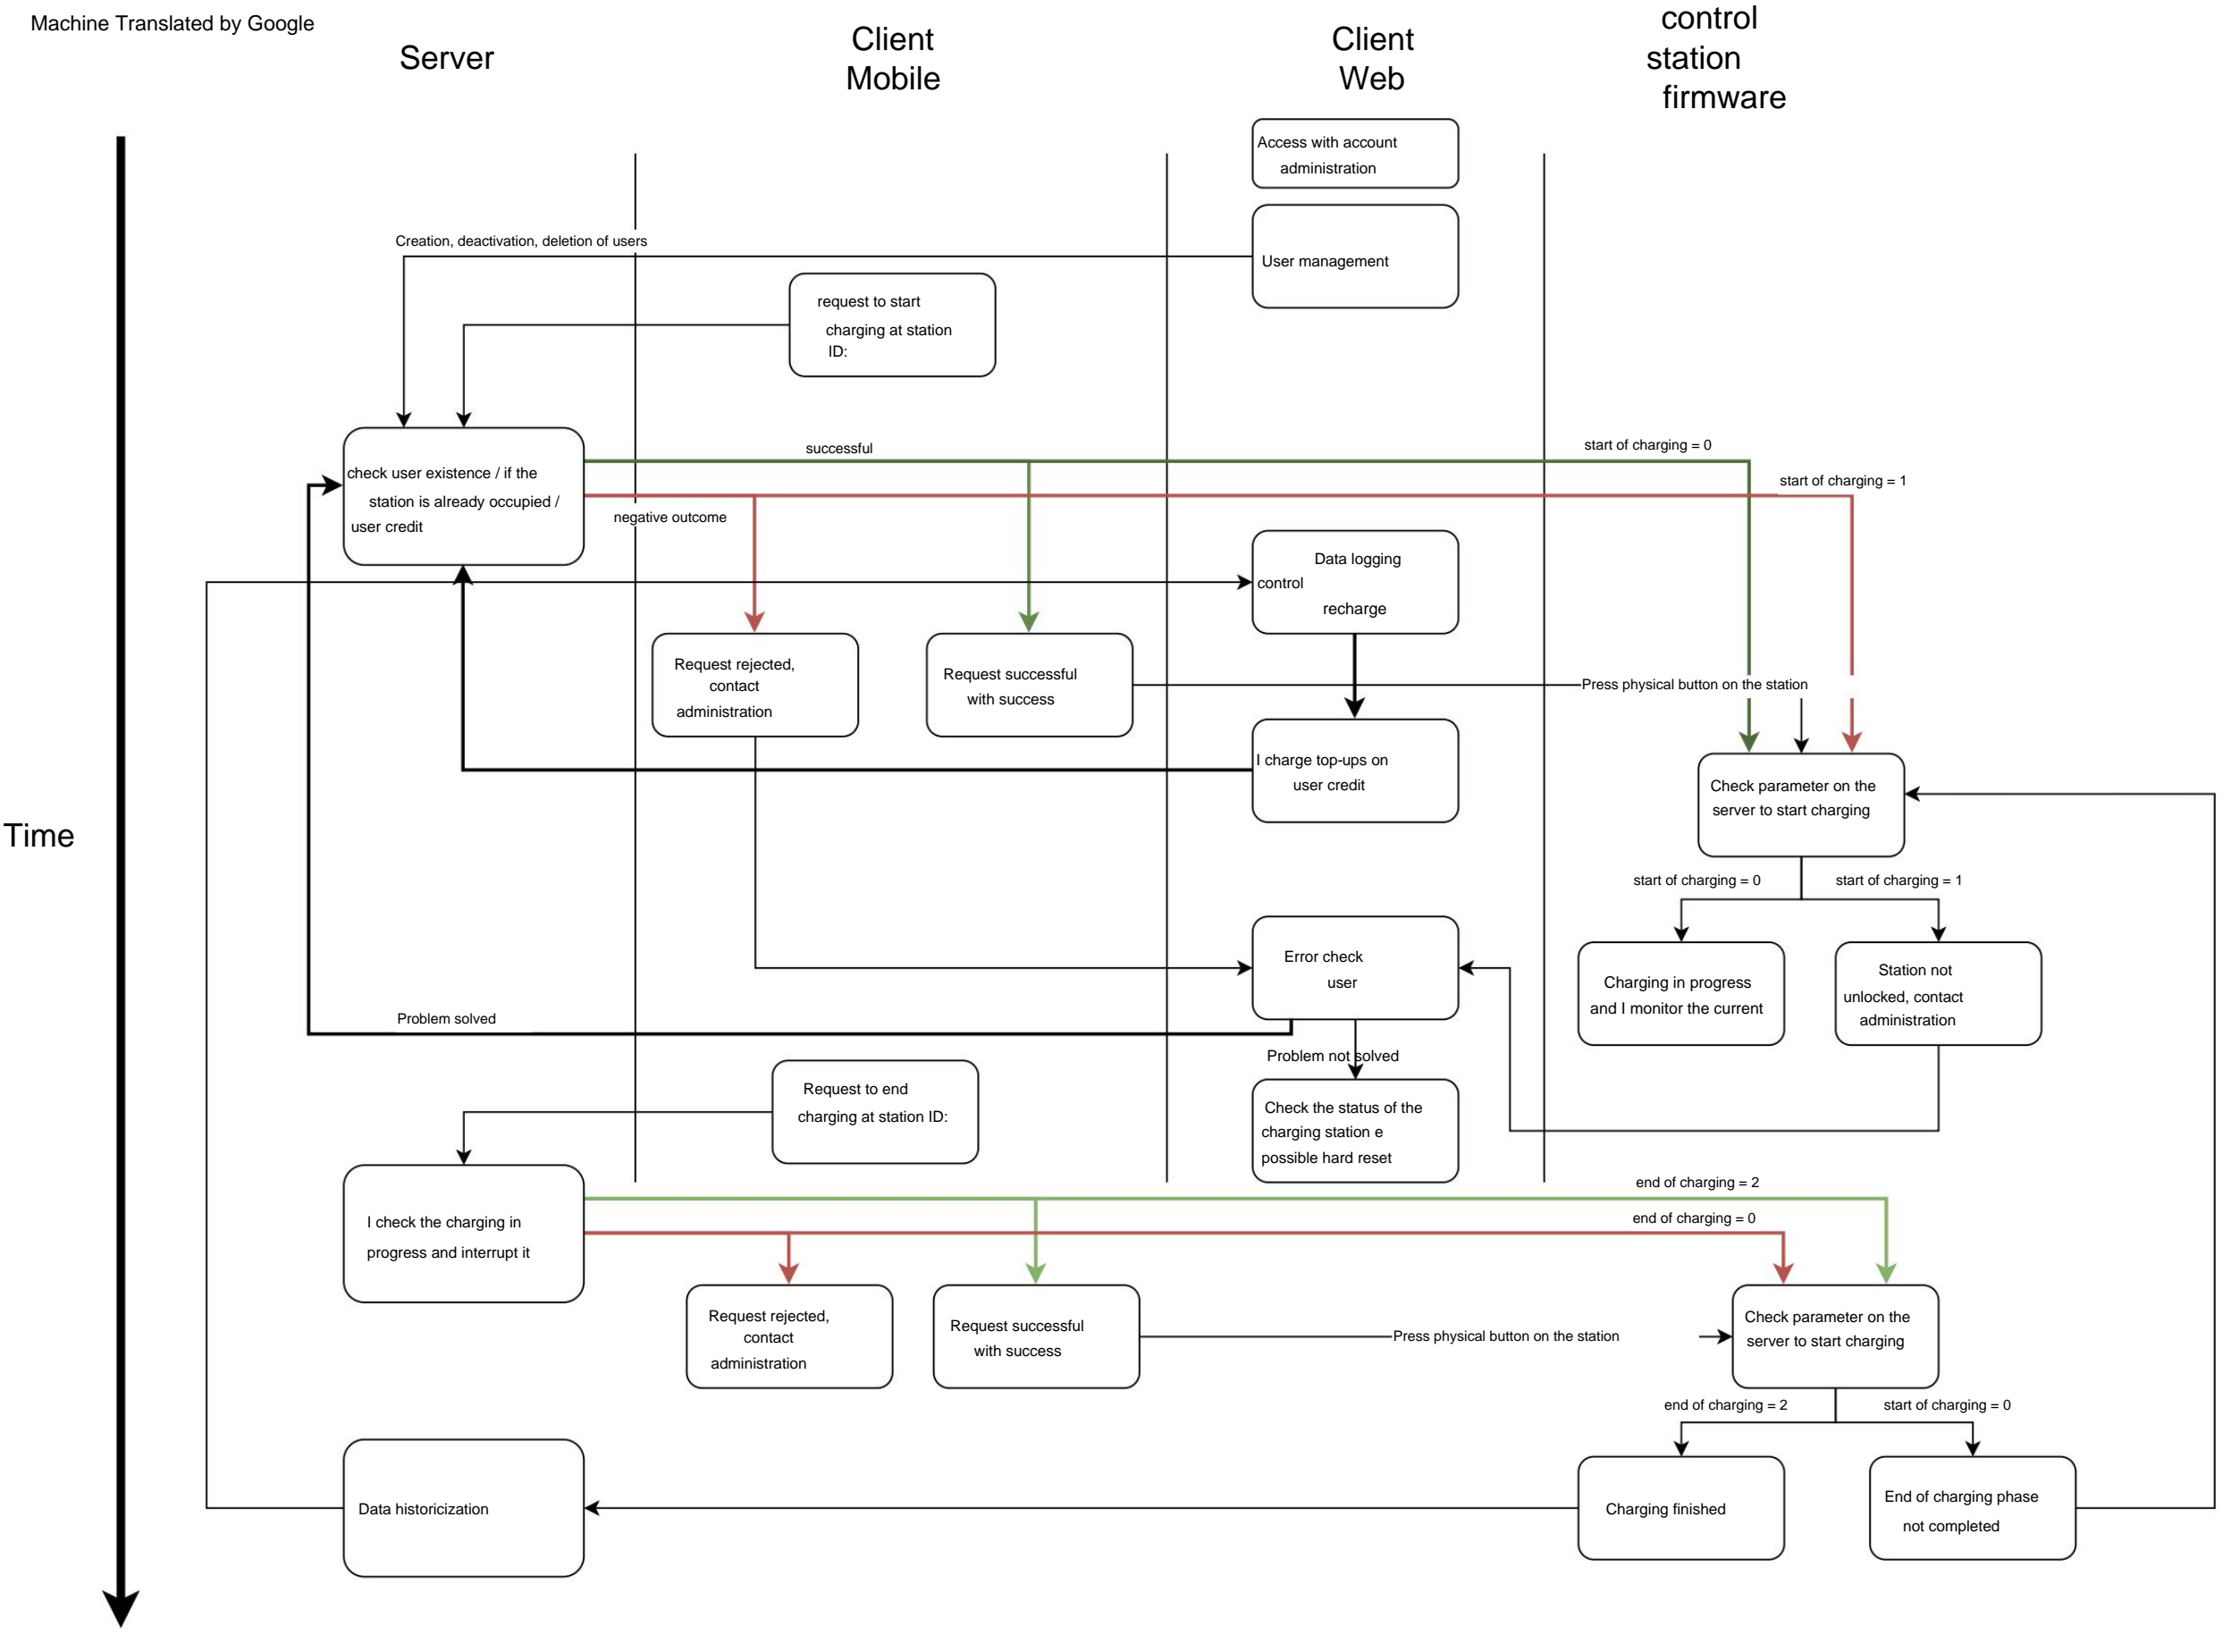 Machine Translated by Google
Server
Client
Mobile
Client
Web
control
station
firmware
Time
Access with account
administration
Creation, deactivation, deletion of users
User management
request to start
charging at station
ID:
check user existence / if the
station is already occupied /
user credit
successful
start of charging = 0
start of charging = 1
negative outcome
Data logging
control
recharge
Request rejected,
contact
administration
Request successful
with success
Press physical button on the station
I charge top-ups on
user credit
Check parameter on the
server to start charging
start of charging = 0
start of charging = 1
Error check
user
Charging in progress
and I monitor the current
Station not
unlocked, contact
administration
Problem solved
Problem not solved
Request to end
charging at station ID:
Check the status of the
charging station e
possible hard reset
I check the charging in
progress and interrupt it
end of charging = 2
end of charging = 0
Request rejected,
contact
administration
Request successful
with success
Press physical button on the station
Check parameter on the
server to start charging
end of charging = 2
start of charging = 0
Data historicization
Charging finished
End of charging phase
not completed